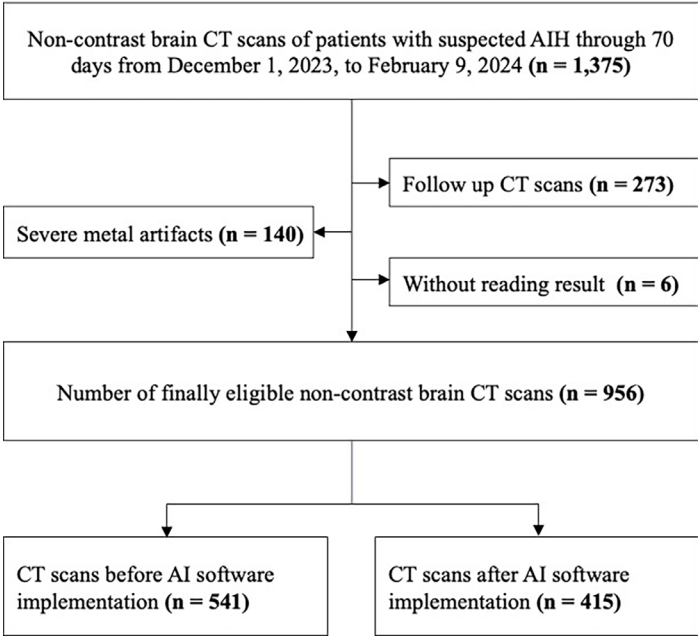 Non-contrast brain CT scans of patients with suspected AIH through 70
days from December 1, 2023, to February 9, 2024 (n = 1,375)
Follow up CT scans (n = 273)
Severe metal artifacts (n = 140)
Without reading result (n = 6)
Number of finally eligible non-contrast brain CT scans (n = 956)
CT scans before AI software
implementation (n = 541)
CT scans after AI software
implementation (n = 415)